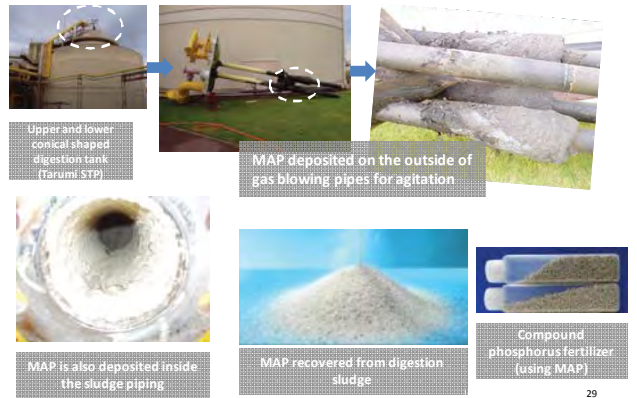 Upper and lower
conical shaped
digestion tank
(Tarumi STP)
MAP deposited on the outside of
gas blowing pipes for agitation
MAP is also deposited inside
the sludge piping
MAP recovered from digestion
sludge
Compound
phosphorus fertilizer
(using MAP)
29